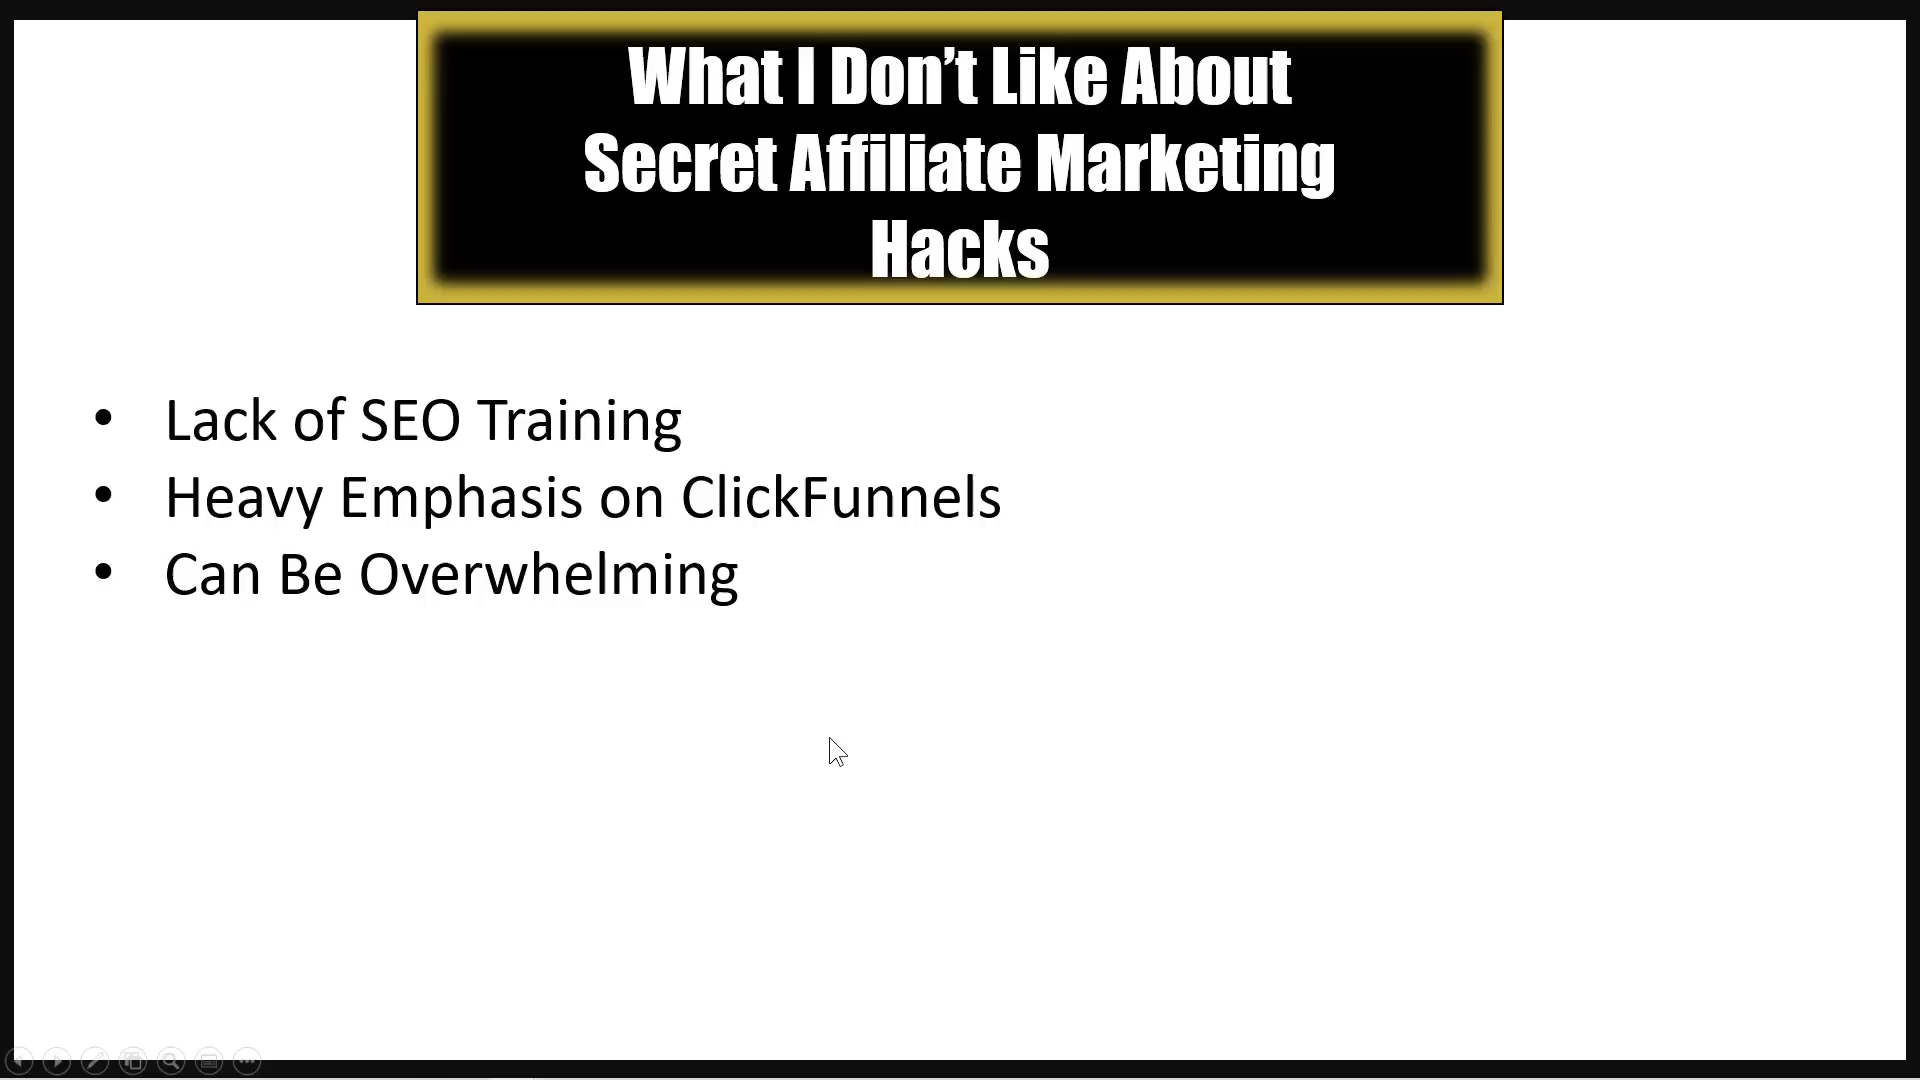 What I Don’t Like About
Secret Affiliate Marketing
Hacks
• Lack of SEO Training
• Heavy Emphasis on ClickFunnels
• Can Be Overwhelming